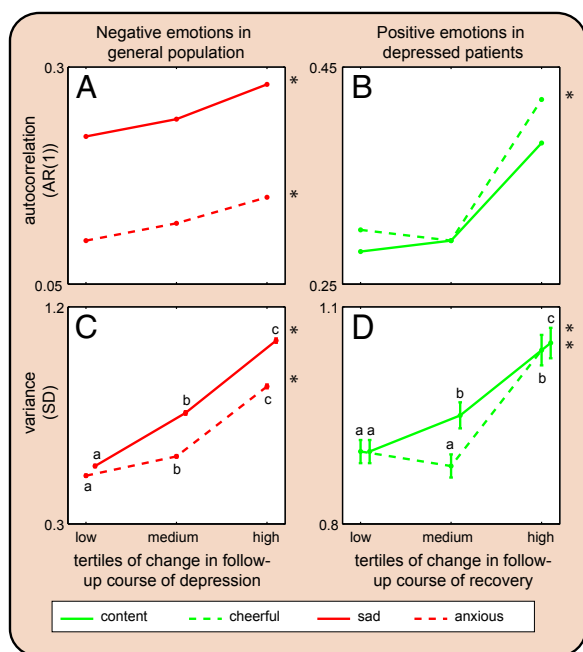 Negative emotions in
general population
Positive emotions in
depressed patients
0.3
A
*
*
autocorrelation
(AR(1))
0.05
0.45
B
*
0.25
1.2
C
c
*
b
*
a
c
a
b
variance
(SD)
0.3
low
medium
high
tertiles of change in follow-
up course of depression
1.1
D
c
*
*
b
b
a a
a
0.8
low
medium
high
tertiles of change in follow-
up course of recovery
content
cheerful
sad
anxious